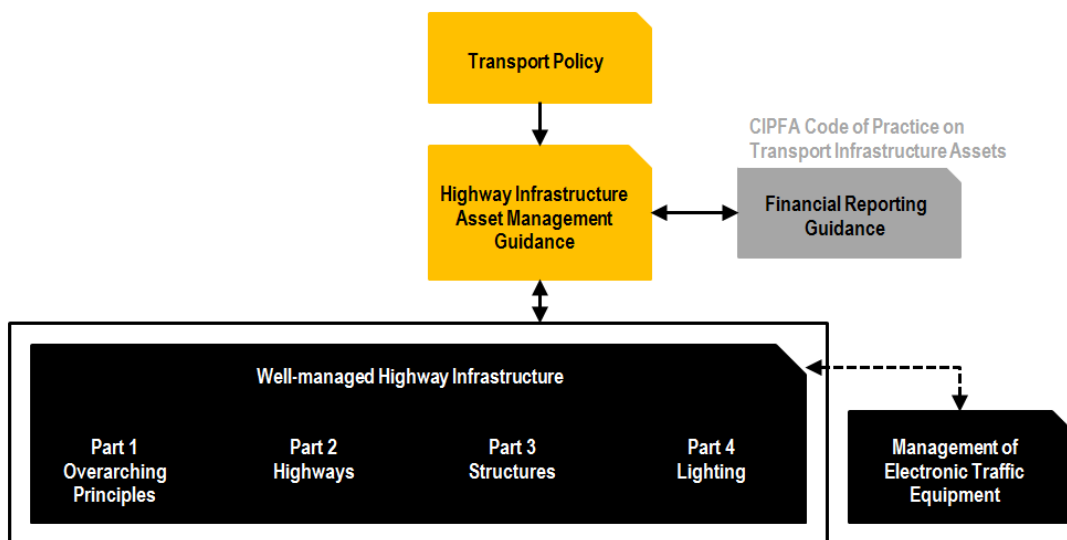 Transport Policy
CIPFA Code of Practice on
Transport Infrastructure Assets
Highway Infrastructure
Asset Management
Guidance
Financial Reporting
Guidance
Well-managed Highway Infrastructure
Part 1
Overarching
Principles
Part 2
Highways
Part 3
Structures
Part 4
Lighting
Management of
Electronic Traffic
Equipment